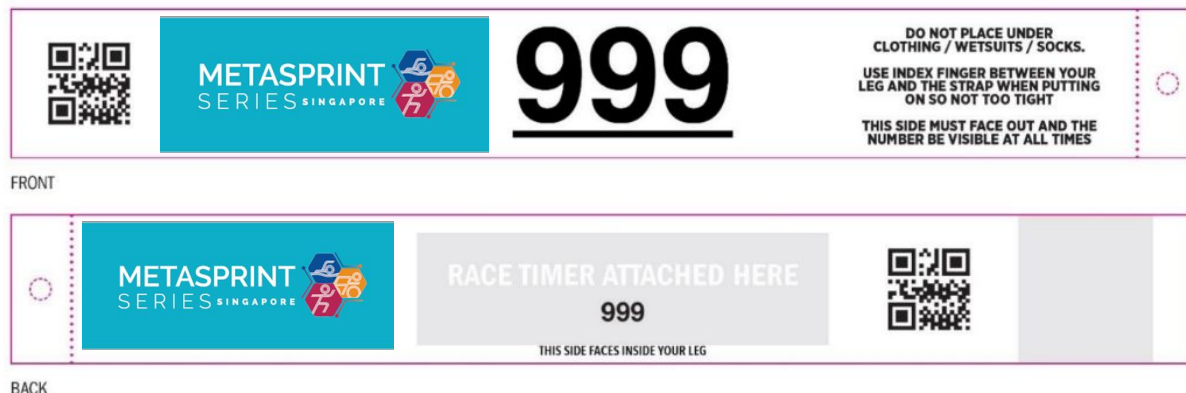 METASPRINT
SERIES SINGAPORE
999
DO NOT PLACE UNDER
CLOTHING / WETSUITS / SOCKS.
USE INDEX FINGER BETWEEN YOUR
LEG AND THE STRAP WHEN PUTTING
ON SO NOT TOO TIGHT
THIS SIDE MUST FACE OUT AND THE
NUMBER BE VISIBLE AT ALL TIMES
FRONT
METASPRINT
SERIES SINGAPORE
RACE TIMER ATTACHED HERE
999
THIS SIDE FACES INSIDE YOUR LEG
BACK